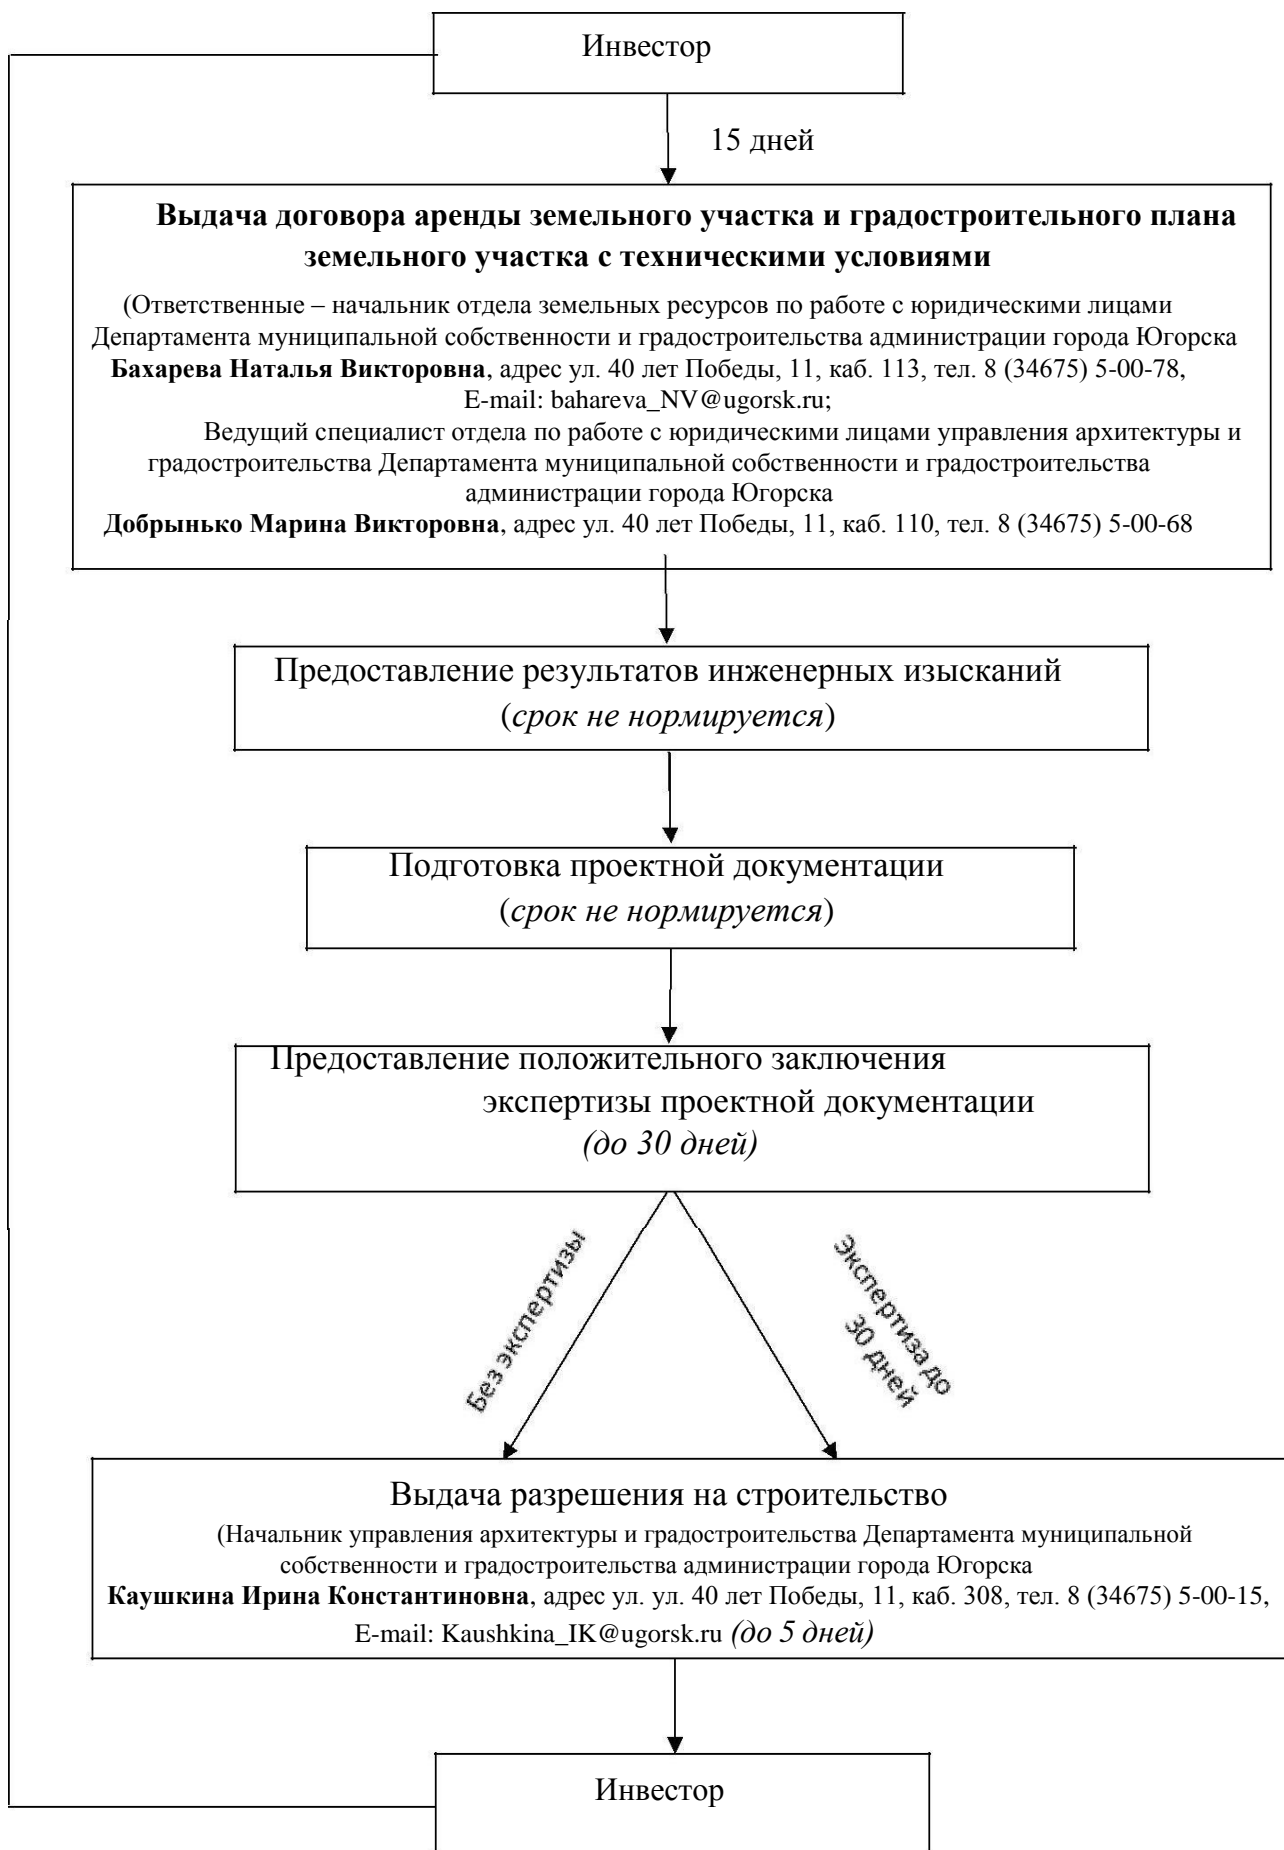 Инвестор
15 дней
Выдача договора аренды земельного участка и градостроительного плана
земельного участка с техническими условиями
(Ответственные – начальник отдела земельных ресурсов по работе с юридическими лицами
Департамента муниципальной собственности и градостроительства администрации города Югорска
Бахарева Наталья Викторовна, адрес ул. 40 лет Победы, 11, каб. 113, тел. 8 (34675) 5-00-78,
E-mail: bahareva_NV@ugorsk.ru;
Ведущий специалист отдела по работе с юридическими лицами управления архитектуры и
градостроительства Департамента муниципальной собственности и градостроительства
администрации города Югорска
Добрынько Марина Викторовна, адрес ул. 40 лет Победы, 11, каб. 110, тел. 8 (34675) 5-00-68
Предоставление результатов инженерных изысканий
(срок не нормируется)
Подготовка проектной документации
(срок не нормируется)
Предоставление положительного заключения
экспертизы проектной документации
(до 30 дней)
Без экспертизы
Экспертиза до
30 дней
Выдача разрешения на строительство
(Начальник управления архитектуры и градостроительства Департамента муниципальной
собственности и градостроительства администрации города Югорска
Каушкина Ирина Константиновна, адрес ул. ул. 40 лет Победы, 11, каб. 308, тел. 8 (34675) 5-00-15,
E-mail: Kaushkina_IK@ugorsk.ru (до 5 дней)
Инвестор